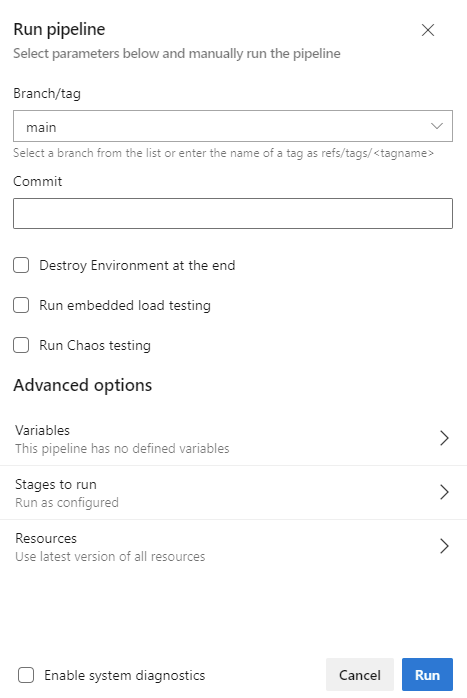 Run pipeline
Select parameters below and manually run the pipeline
Branch/tag
main
Select a branch from the list or enter the name of a tag as refs/tags/<tagname>
Commit
Destroy Environment at the end
Run embedded load testing
Run Chaos testing
Advanced options
Variables
This pipeline has no defined variables
Stages to run
Run as configured
Resources
Use latest version of all resources
Enable system diagnostics
Cancel
Run